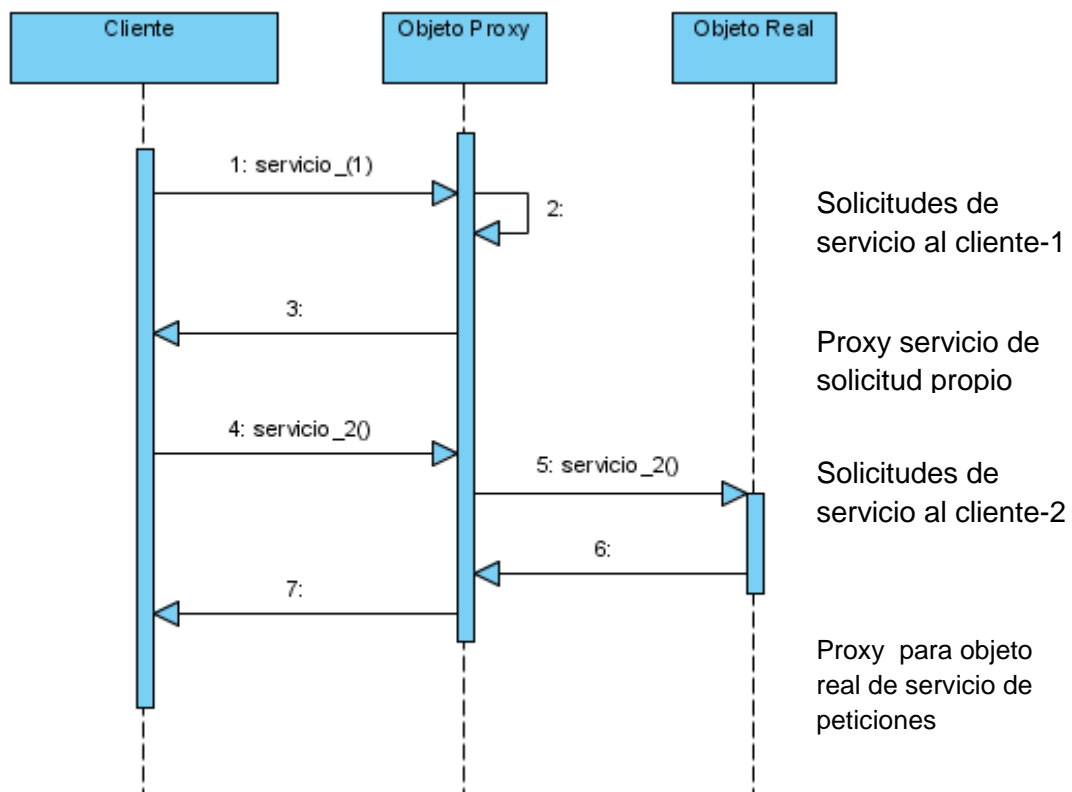 Cliente
Objeto Proxy
Objeto Real
1: servicio_(1)
2:
Solicitudes de
servicio al cliente-1
3:
Proxy servicio de
solicitud propio
4: servicio_2()
5: servicio_2()
Solicitudes de
servicio al cliente-2
6:
7:
Proxy para objeto
real de servicio de
peticiones